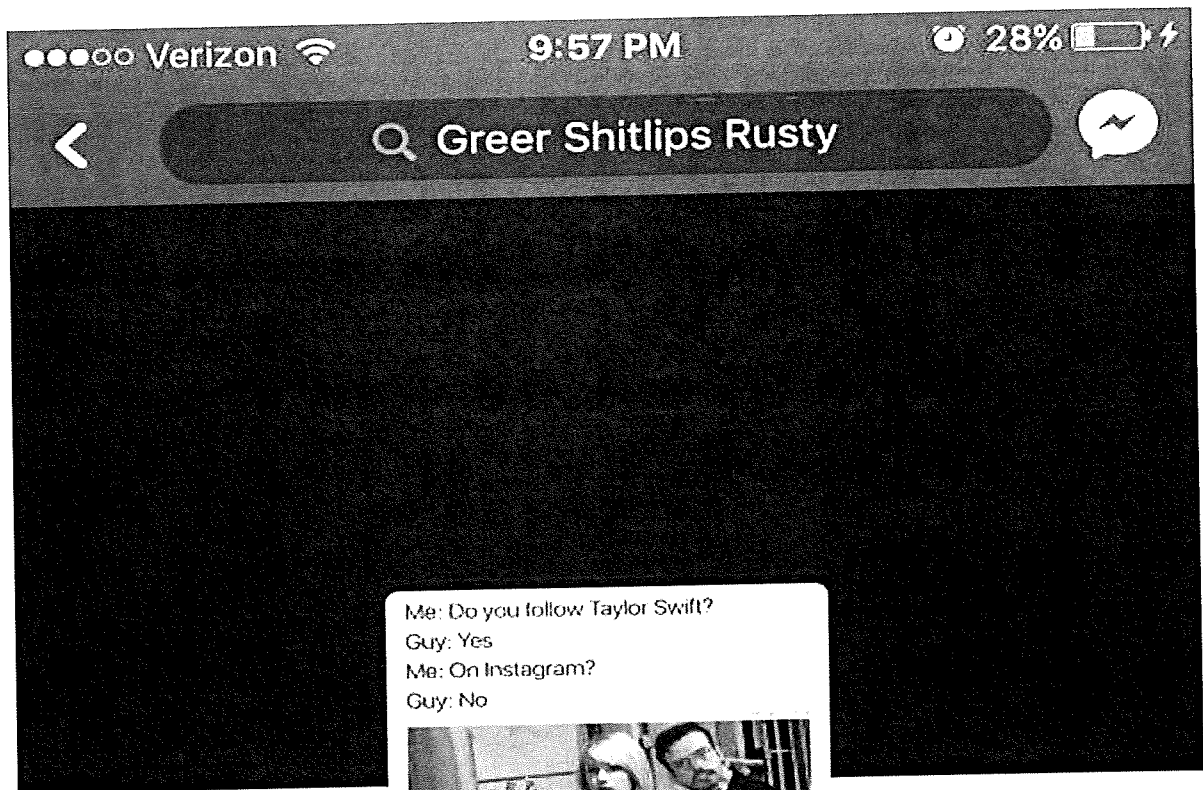 Verizon 9:57 PM 28%
Greer Shitlips Rusty
Me: Do you follow Taylor Swift?
Guy: Yes
Me: On Instagram?
Guy: No